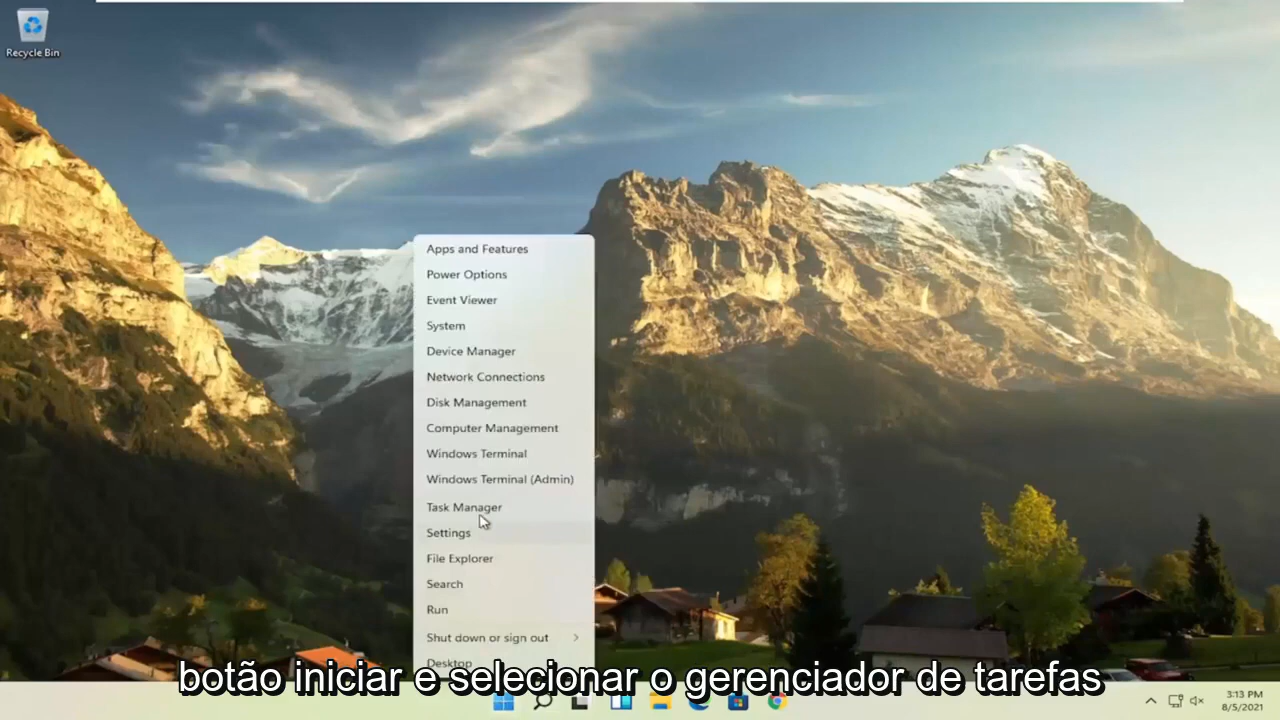 Recycle Bin
Apps and Features
Power Options
Event Viewer
System
Device Manager
Network Connections
Disk Management
Computer Management
Windows Terminal
Windows Terminal (Admin)
Task Manager
Settings
File Explorer
Search
Run
Shut down or sign out
Desktop
botão iniciar e selecionar o gerenciador de tarefas
3:13 PM
8/5/2021